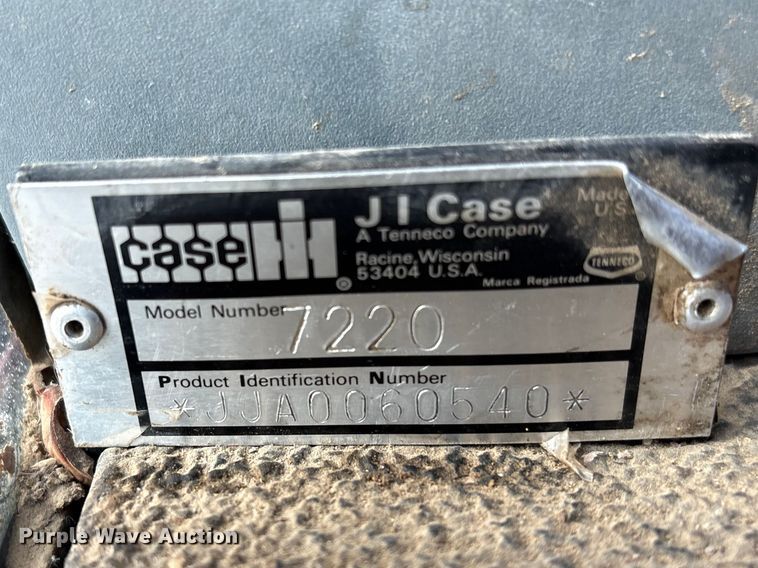 case IH®
J I Case
A Tenneco Company
Racine, Wisconsin
53404 U.S.A.
Made
U.S
TENNECO
Marca Registrada
Model Number 7220
Product Identification Number
*JJA0060540*
Purple Wave Auction